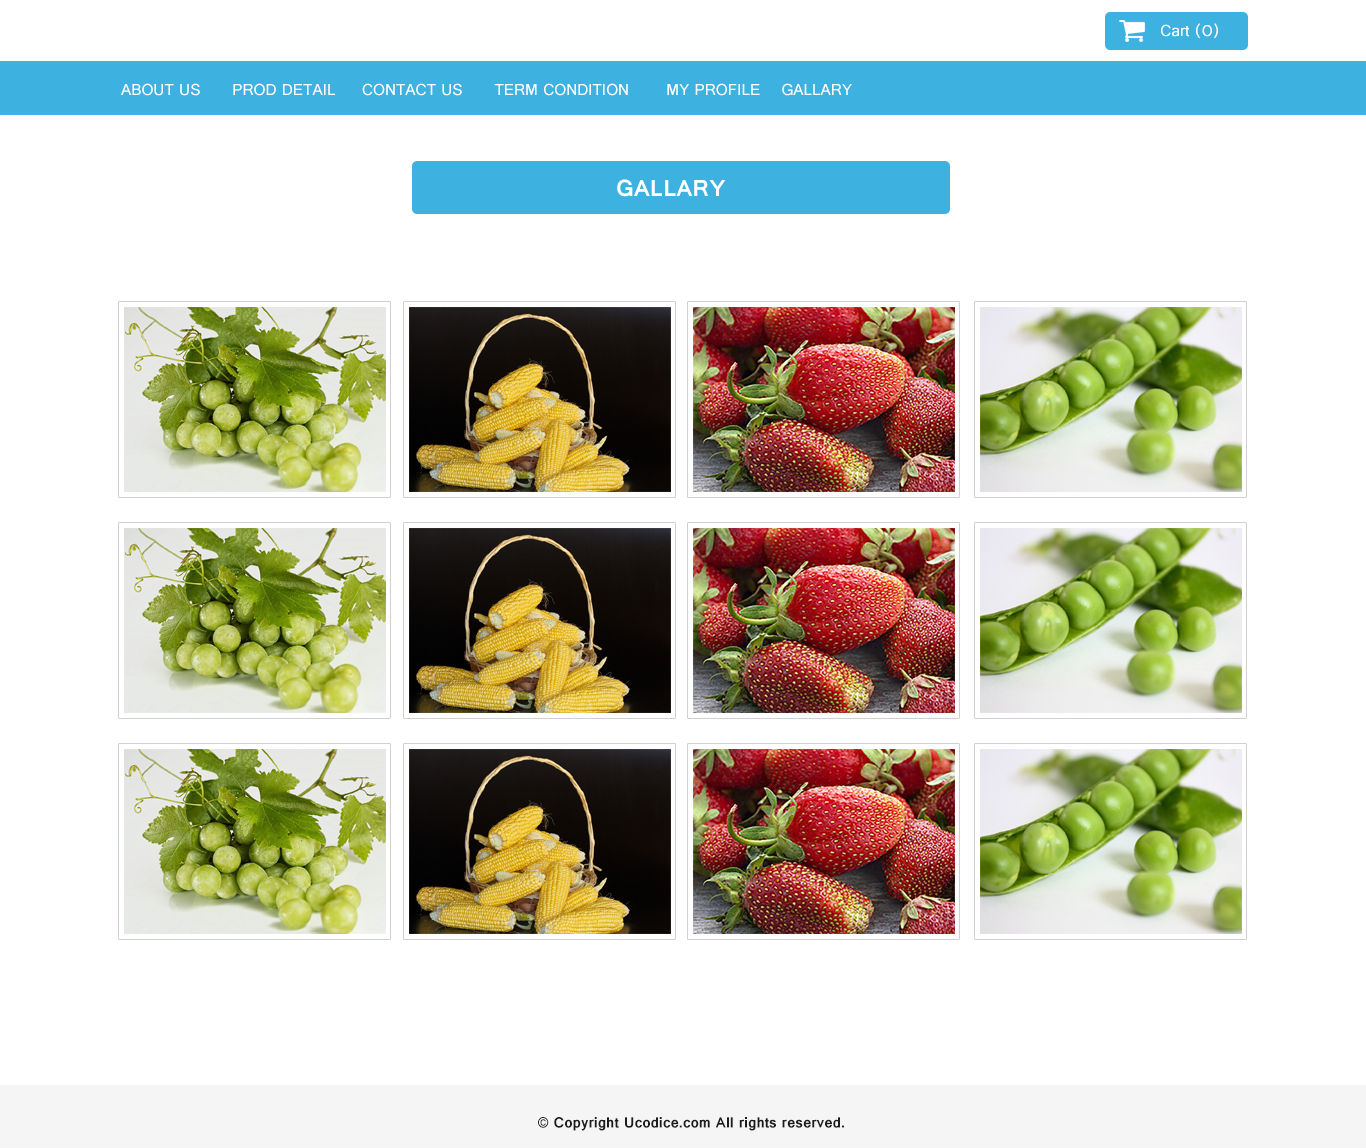 Cart (0)
ABOUT US PROD DETAIL CONTACT US TERM CONDITION MY PROFILE GALLARY
GALLARY
© Copyright Ucodice.com All rights reserved.